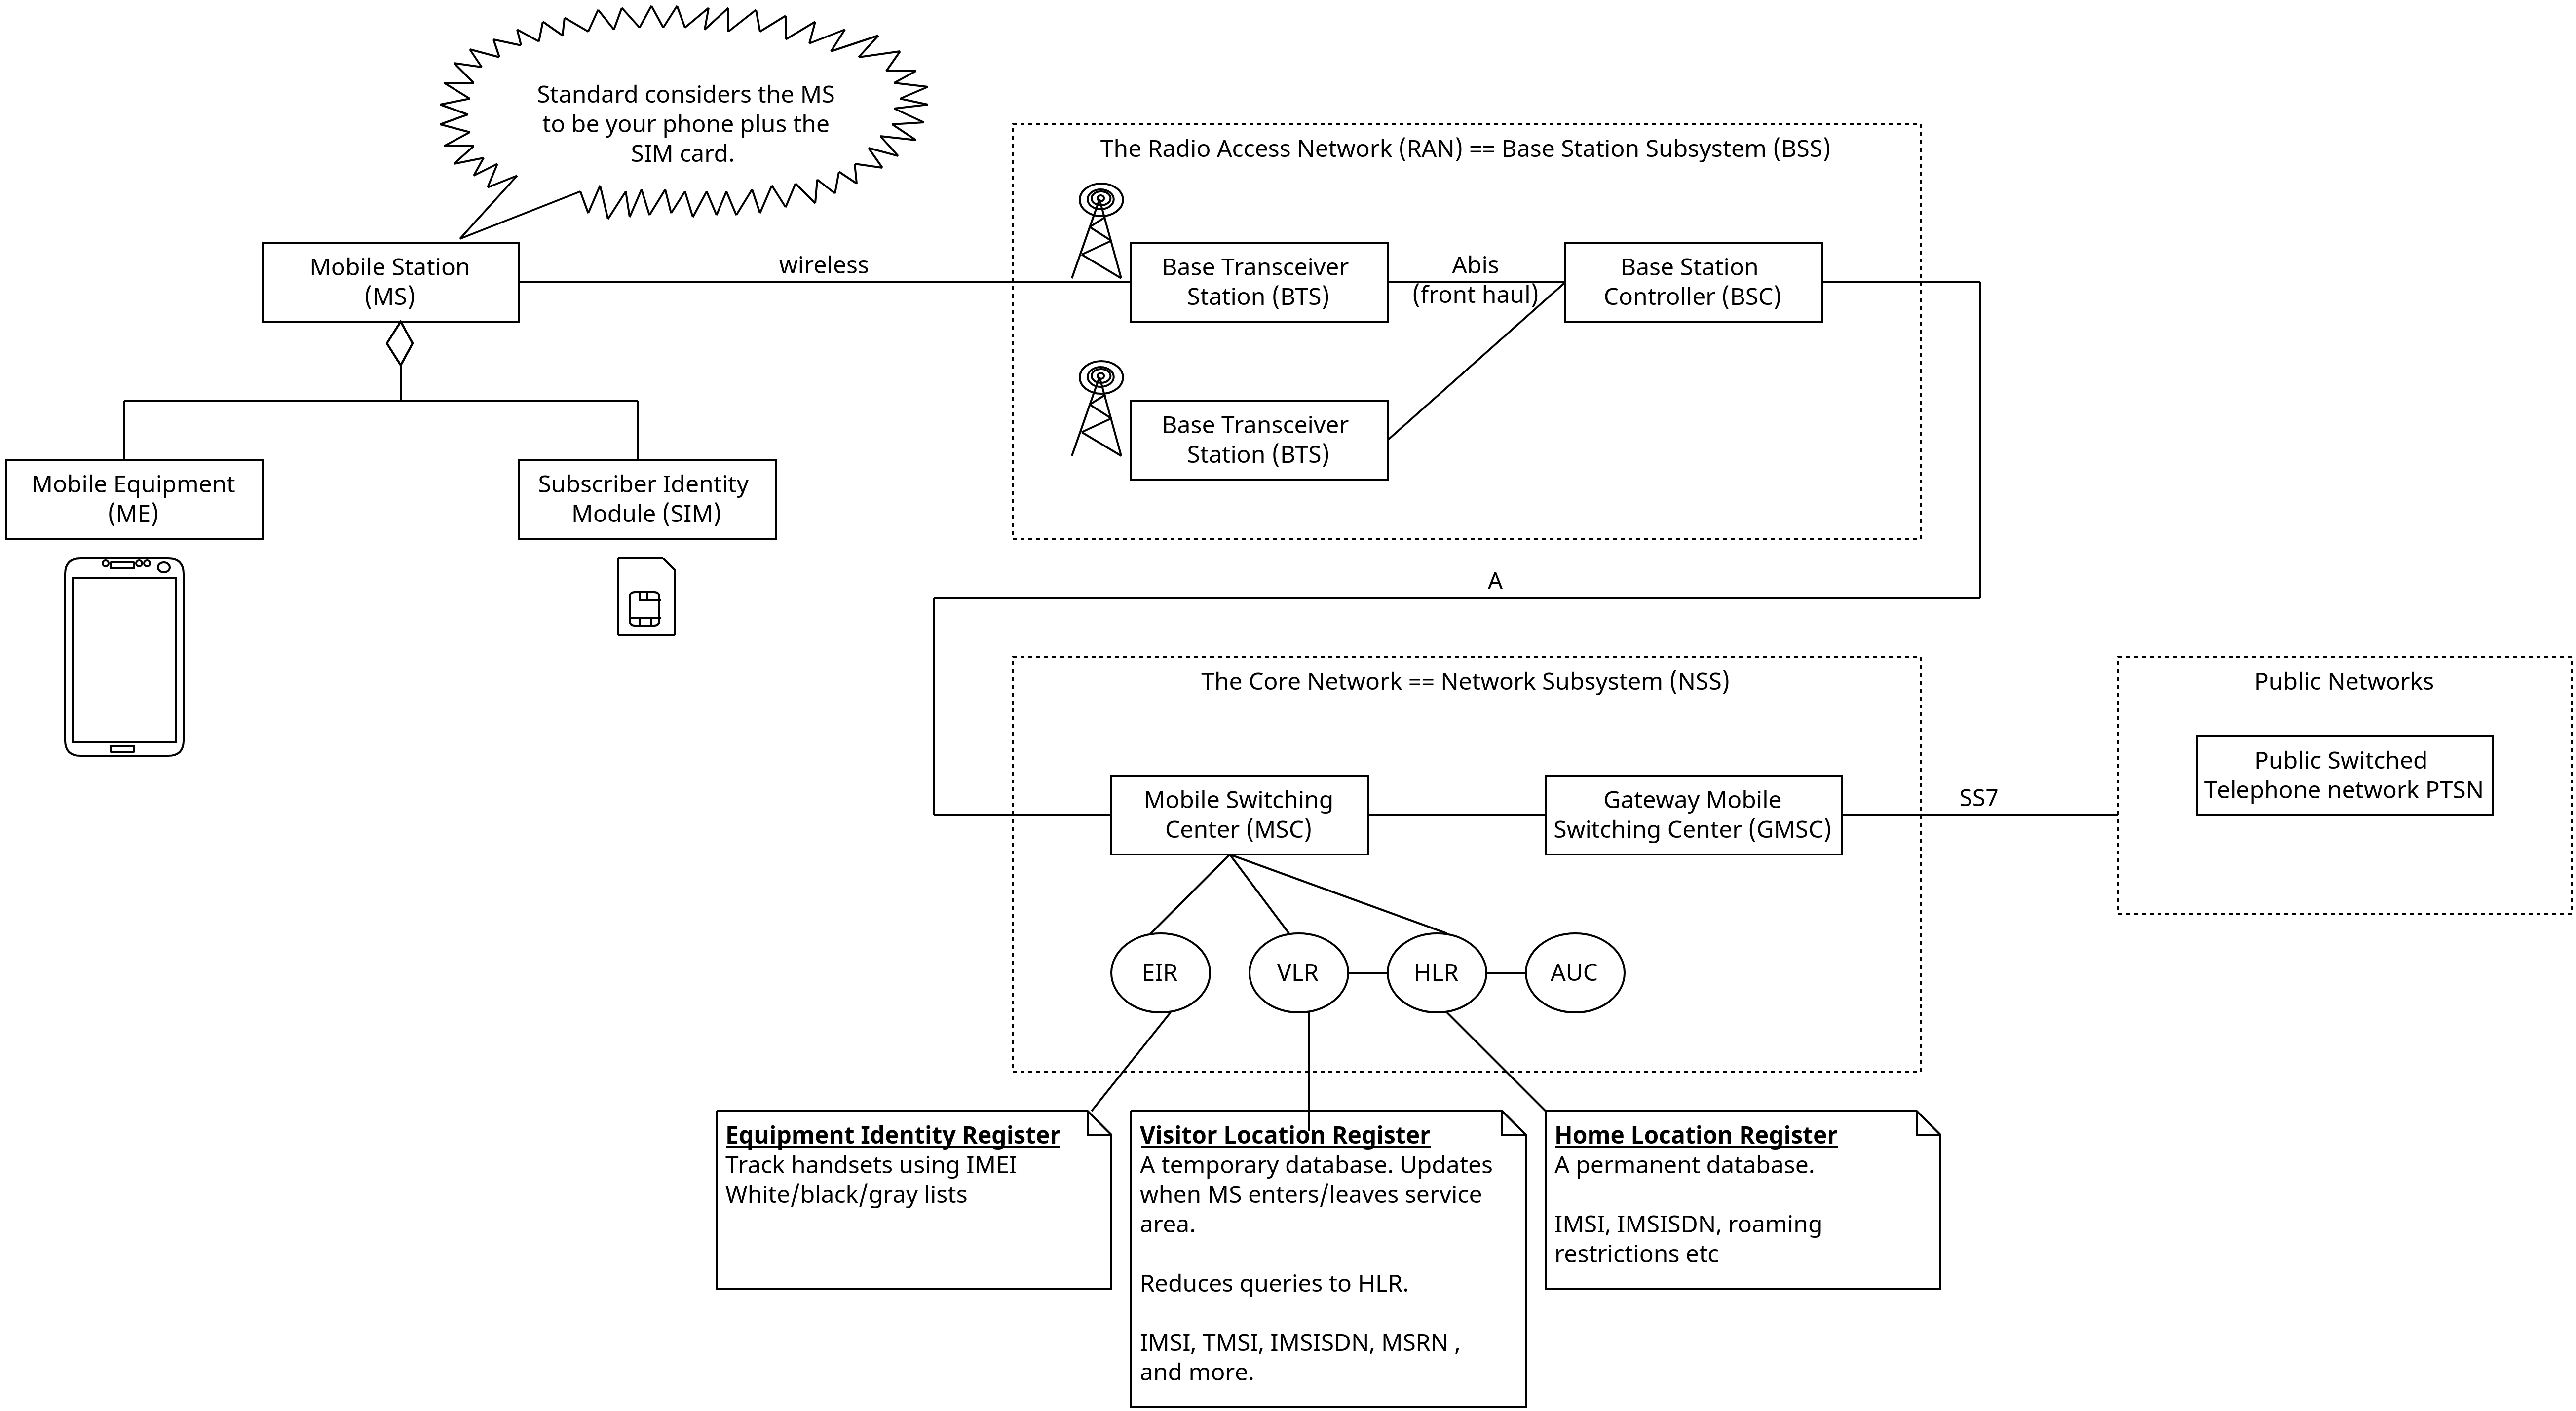 Standard considers the MS
to be your phone plus the
SIM card.
The Radio Access Network (RAN) == Base Station Subsystem (BSS)
Mobile Station
(MS)
wireless
Base Transceiver
Station (BTS)
Abis
(front haul)
Base Station
Controller (BSC)
Base Transceiver
Station (BTS)
Mobile Equipment
(ME)
Subscriber Identity
Module (SIM)
A
The Core Network == Network Subsystem (NSS)
Public Networks
Mobile Switching
Center (MSC)
Gateway Mobile
Switching Center (GMSC)
SS7
Public Switched
Telephone network PTSN
EIR
VLR
HLR
AUC
Equipment Identity Register
Track handsets using IMEI
White/black/gray lists
Visitor Location Register
A temporary database. Updates
when MS enters/leaves service
area.
Reduces queries to HLR.
IMSI, TMSI, IMSISDN, MSRN ,
and more.
Home Location Register
A permanent database.
IMSI, IMSISDN, roaming
restrictions etc